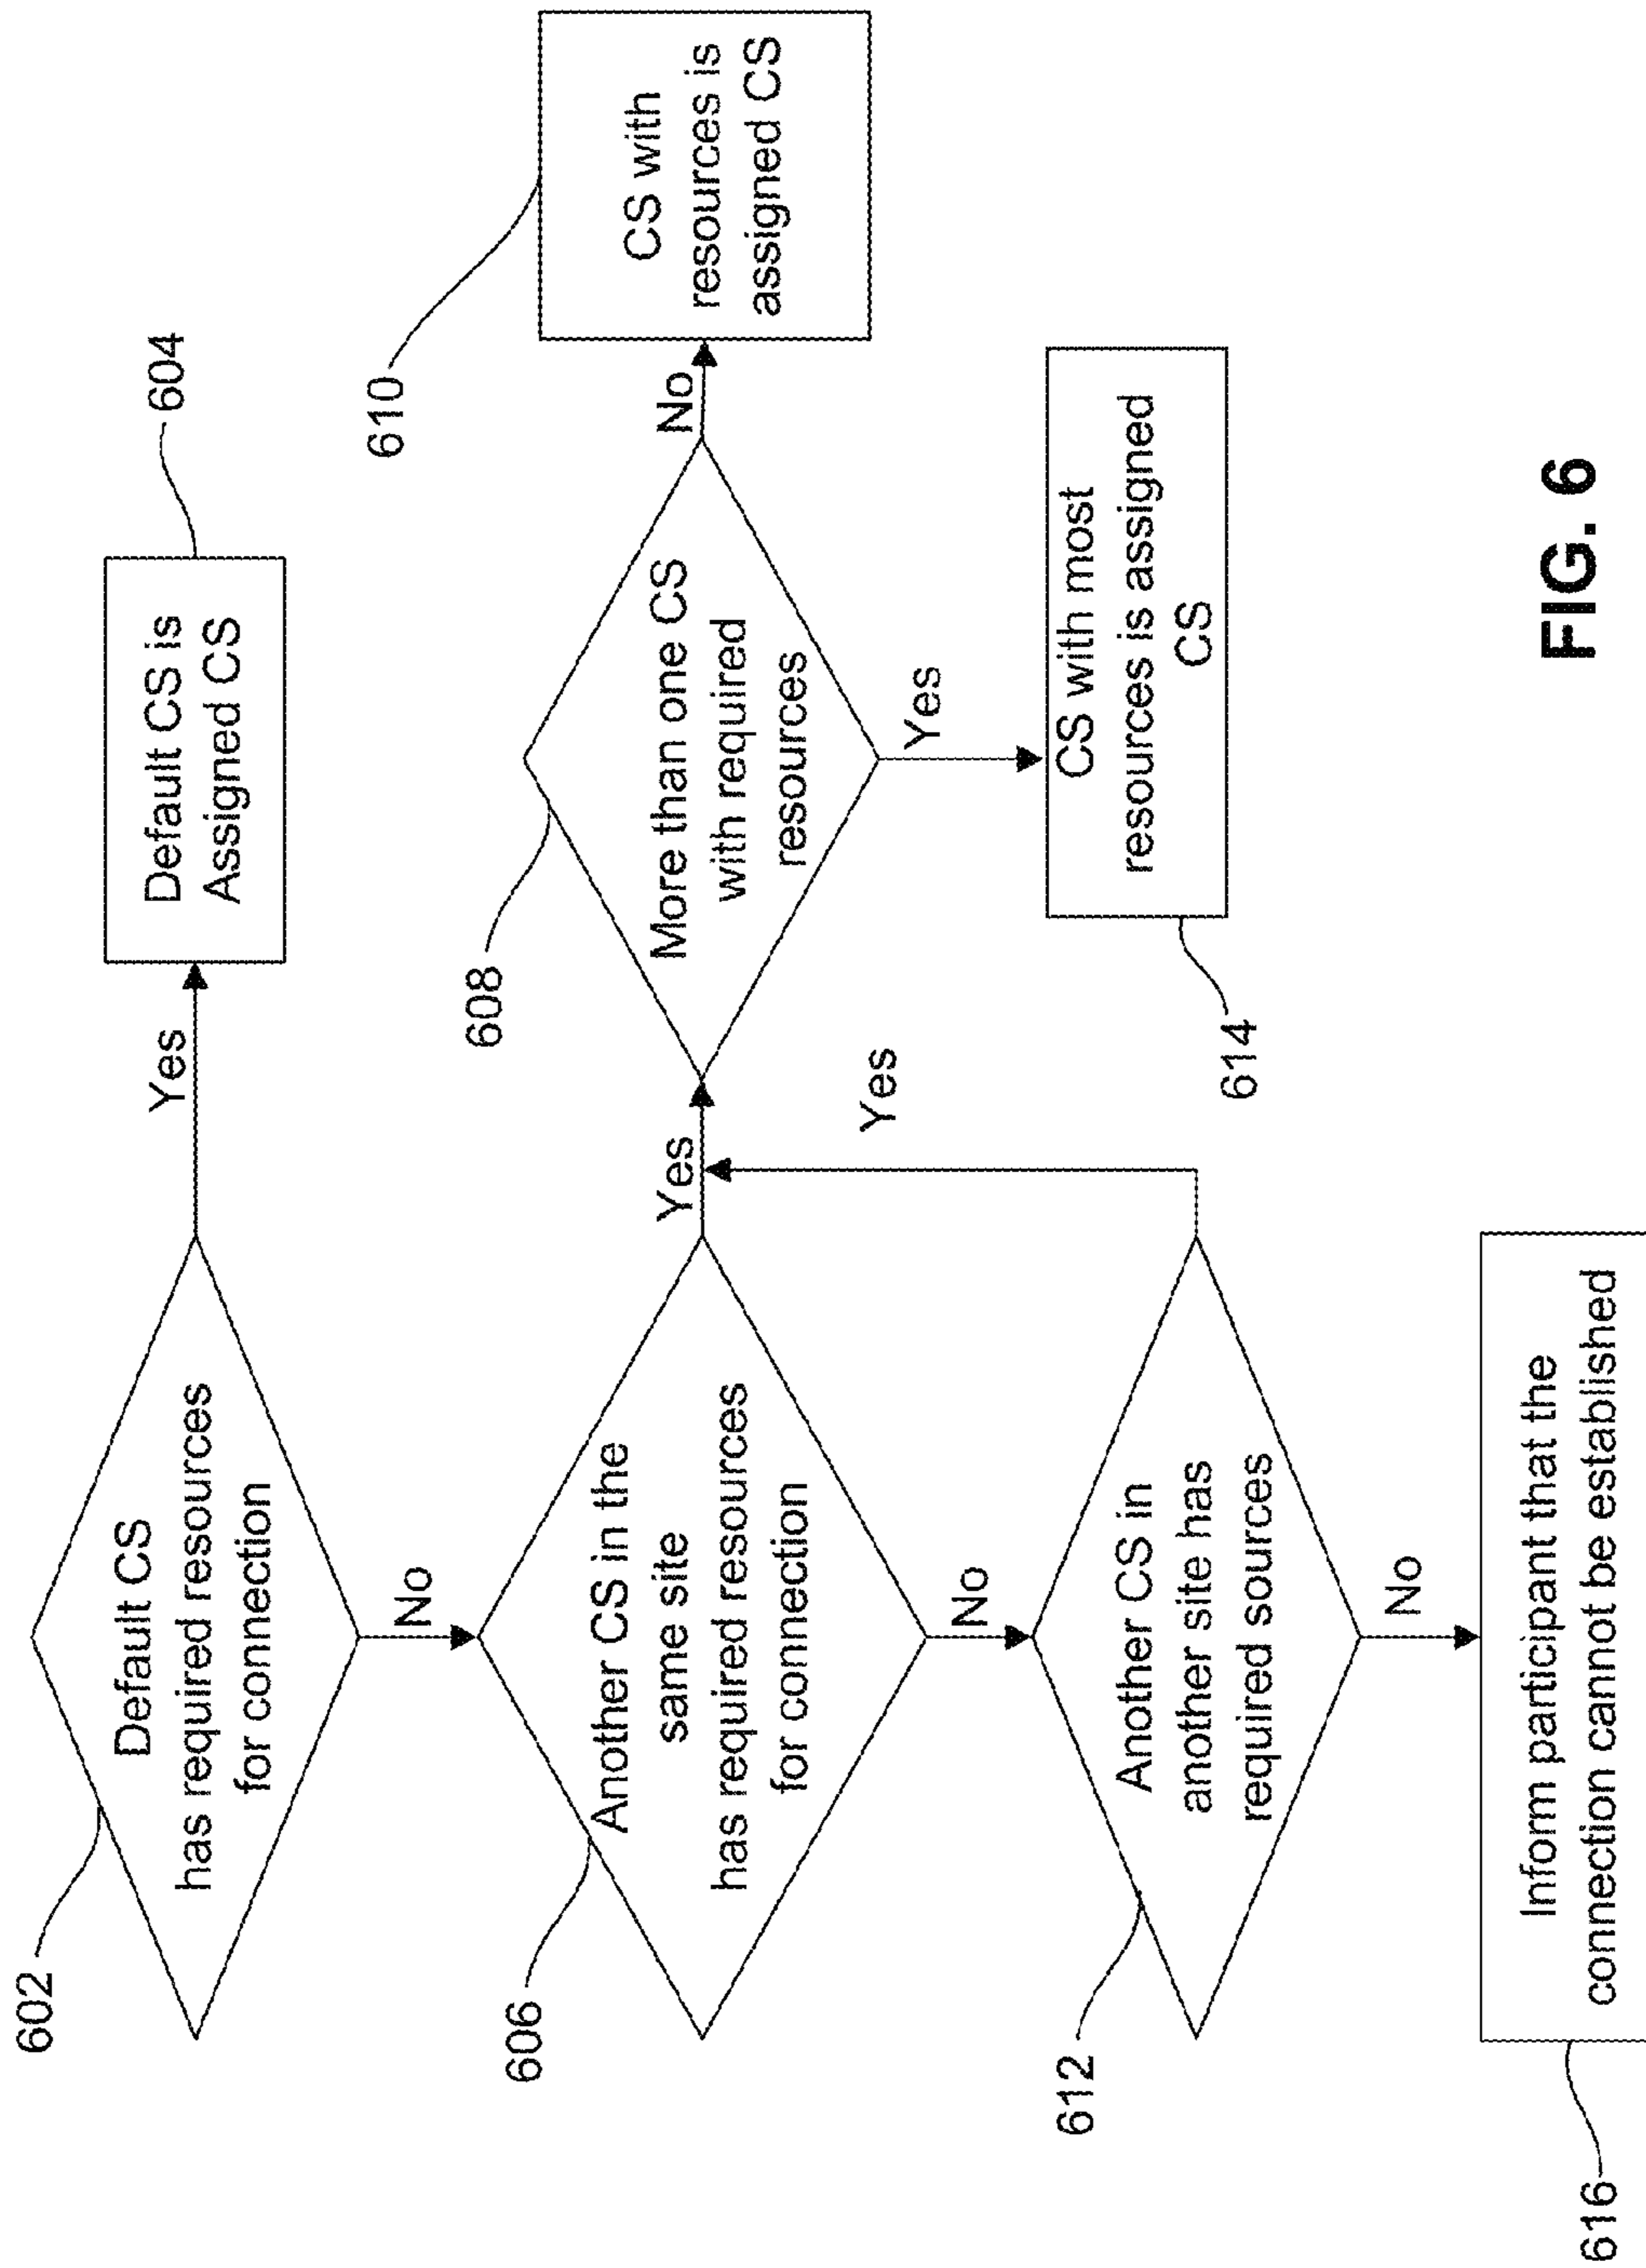 602
Default CS
has required resources
for connection
Yes
Default CS is
Assigned CS
604
No
606
Another CS in the
same site
has required resources
for connection
Yes
608
More than one CS
with required
resources
No
610
CS with
resources is
assigned CS
Yes
CS with most
resources is assigned
CS
614
No
612
Another CS in
another site has
required sources
Yes
No
616
Inform participant that the
connection cannot be established
FIG. 6